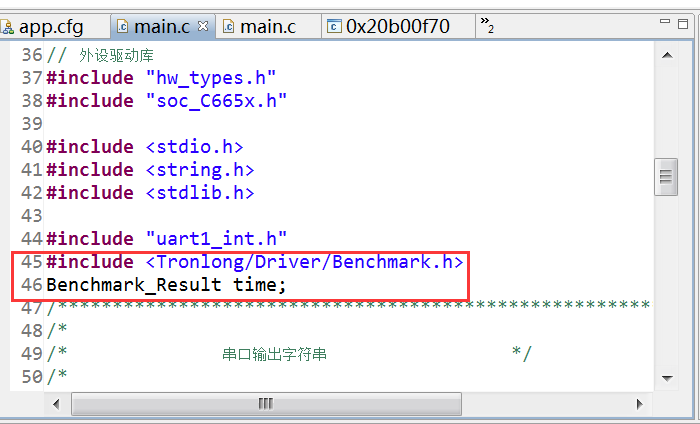 app.cfg main.c main.c 0x20b00f70 »2
36 // 外设驱动库
37 #include "hw_types.h"
38 #include "soc_C665x.h"
39
40 #include <stdio.h>
41 #include <string.h>
42 #include <stdlib.h>
43
44 #include "uart1_int.h"
45 #include <Tronlong/Driver/Benchmark.h>
46 Benchmark_Result time;
47 /****************************************************
48 /*
49 /* 串口输出字符串 */
50 /*